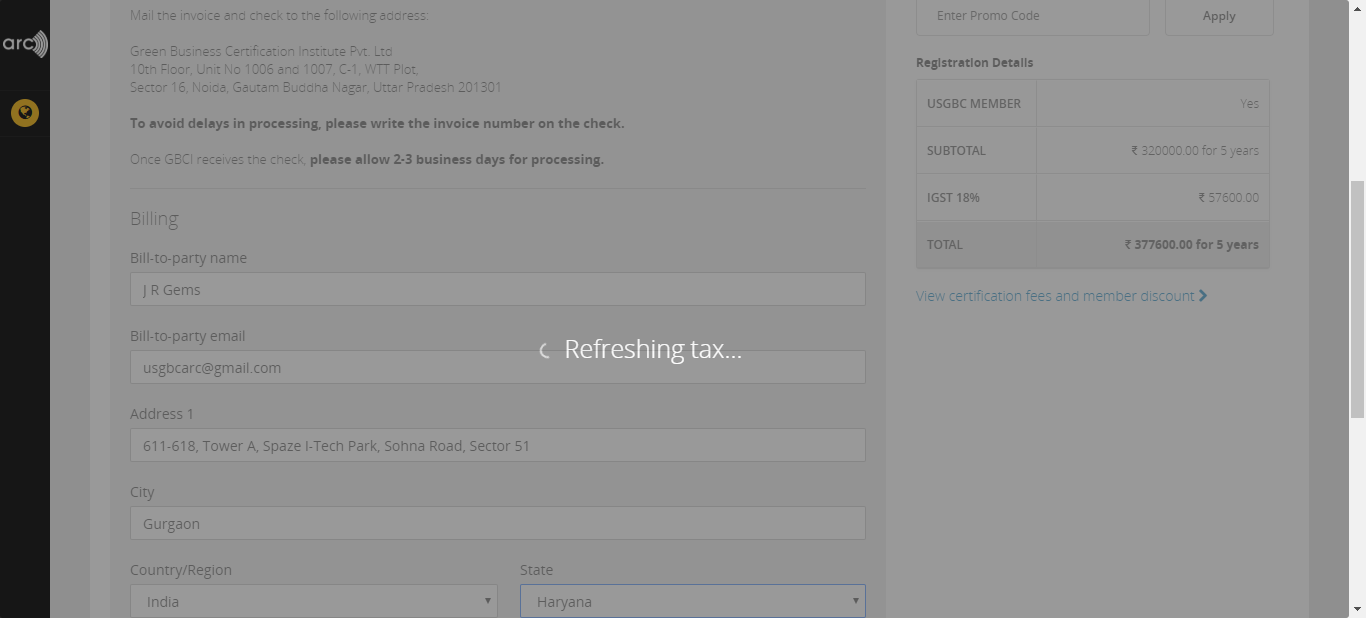 Mail the invoice and check to the following address:
Green Business Certification Institute Pvt. Ltd
10th Floor, Unit No 1006 and 1007, C-1, WTT Plot,
Sector 16, Noida, Gautam Buddha Nagar, Uttar Pradesh 201301
To avoid delays in processing, please write the invoice number on the check.
Once GBCI receives the check, please allow 2-3 business days for processing.
Billing
Bill-to-party name
J R Gems
Bill-to-party email
usgbcarc@gmail.com
Address 1
611-618, Tower A, Spaze I-Tech Park, Sohna Road, Sector 51
City
Gurgaon
Country/Region State
India Haryana
Enter Promo Code Apply
Registration Details
USGBC MEMBER Yes
SUBTOTAL ₹ 320000.00 for 5 years
IGST 18% ₹ 57600.00
TOTAL ₹ 377600.00 for 5 years
View certification fees and member discount
Refreshing tax...
arc